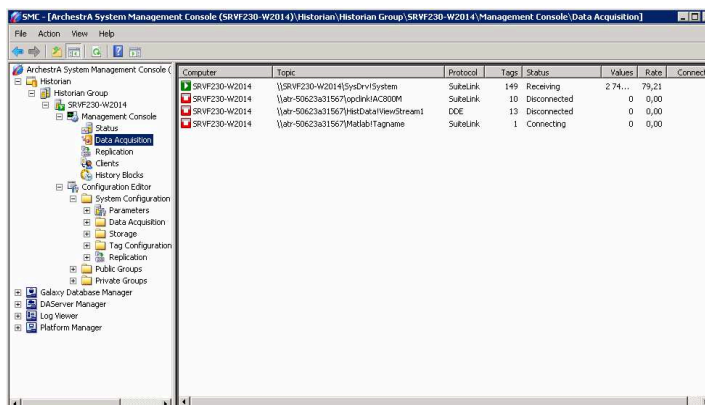 SMC - [ArchestrA System Management Console (SRVF230-W2014)\Historian\Historian Group\SRVF230-W2014\Management Console\Data Acquisition]
File Action View Help
ArchestrA System Management Console (
Historian
Historian Group
SRVF230-W2014
Management Console
Status
Data Acquisition
Replication
Clients
History Blocks
Configuration Editor
System Configuration
Parameters
Data Acquisition
Storage
Tag Configuration
Replication
Public Groups
Private Groups
Galaxy Database Manager
DAServer Manager
Log Viewer
Platform Manager
Computer Topic Protocol Tags Status Values Rate Connect
SRVF230-W2014 \\SRVF230-W2014\SysDrv!System SuiteLink 149 Receiving 2 74... 79,21
SRVF230-W2014 \\atr-50623a31567\opclink!AC800M SuiteLink 10 Disconnected 0 0,00
SRVF230-W2014 \\atr-50623a31567\HistData!ViewStream1 DDE 13 Disconnected 0 0,00
SRVF230-W2014 \\atr-50623a31567\Matlab!Tagname SuiteLink 1 Connecting 0 0,00